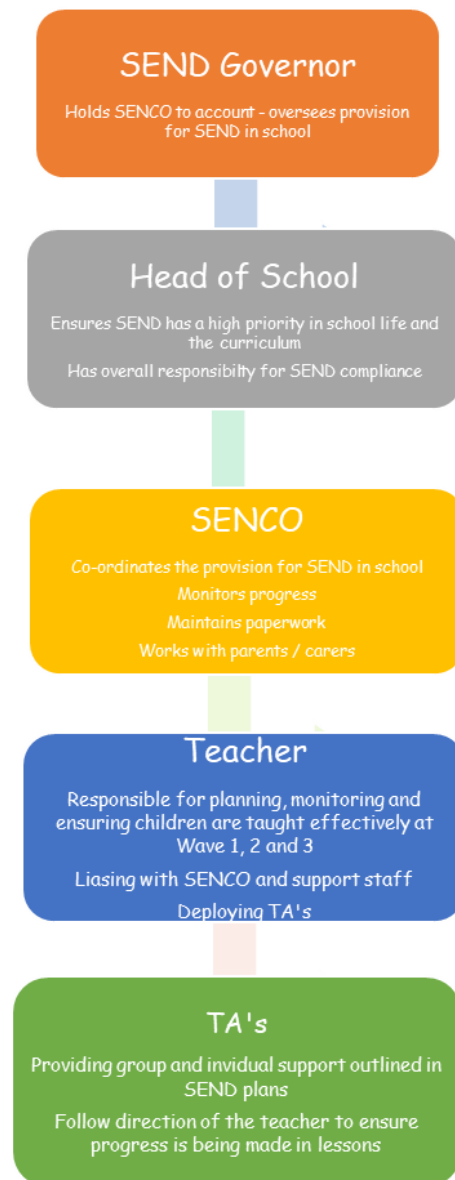 SEND Governor
Holds SENCO to account - oversees provision
for SEND in school
Head of School
Ensures SEND has a high priority in school life and
the curriculum
Has overall responsibilty for SEND compliance
SENCO
Co-ordinates the provision for SEND in school
Monitors progress
Maintains paperwork
Works with parents / carers
Teacher
Responsible for planning, monitoring and
ensuring children are taught effectively at
Wave 1, 2 and 3
Liasing with SENCO and support staff
Deploying TA's
TA's
Providing group and invidual support outlined in
SEND plans
Follow direction of the teacher to ensure
progress is being made in lessons